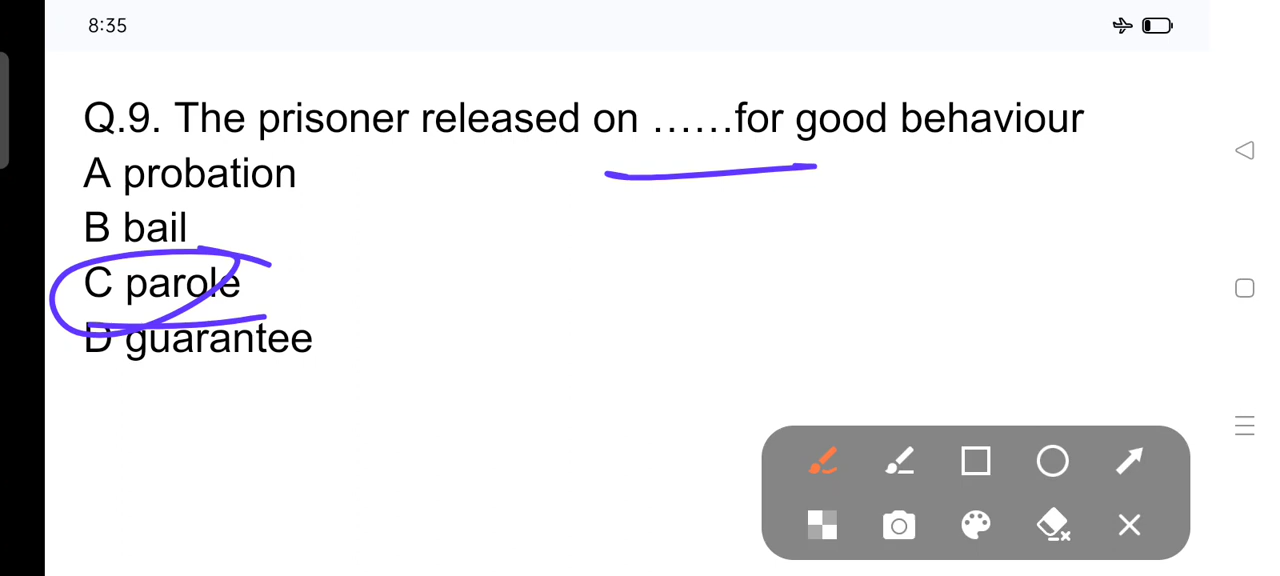 8:35
Q.9. The prisoner released on ......for good behaviour
A probation
B bail
C parole
D guarantee